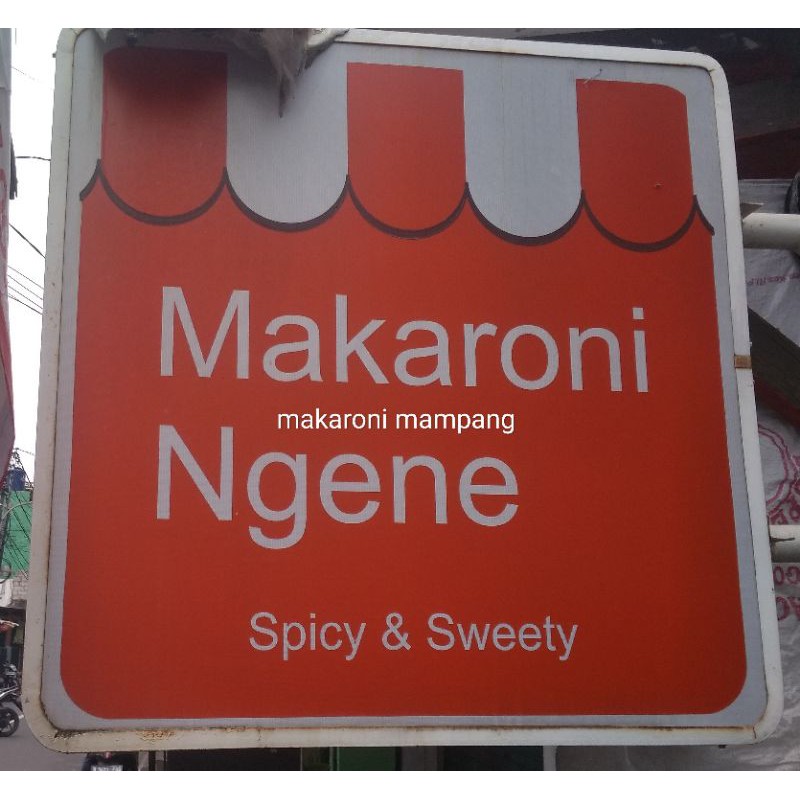 Makaroni
makaroni mampang
Ngene
Spicy & Sweety